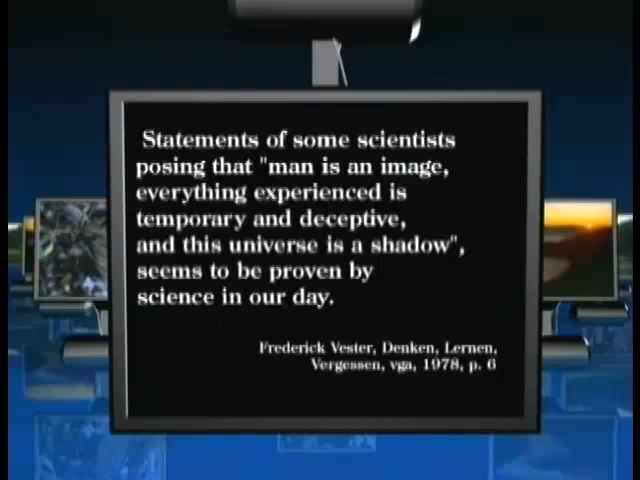 Statements of some scientists
posing that "man is an image,
everything experienced is
temporary and deceptive,
and this universe is a shadow",
seems to be proven by
science in our day.
Frederick Vester, Denken, Lernen,
Vergessen, vga, 1978, p. 6